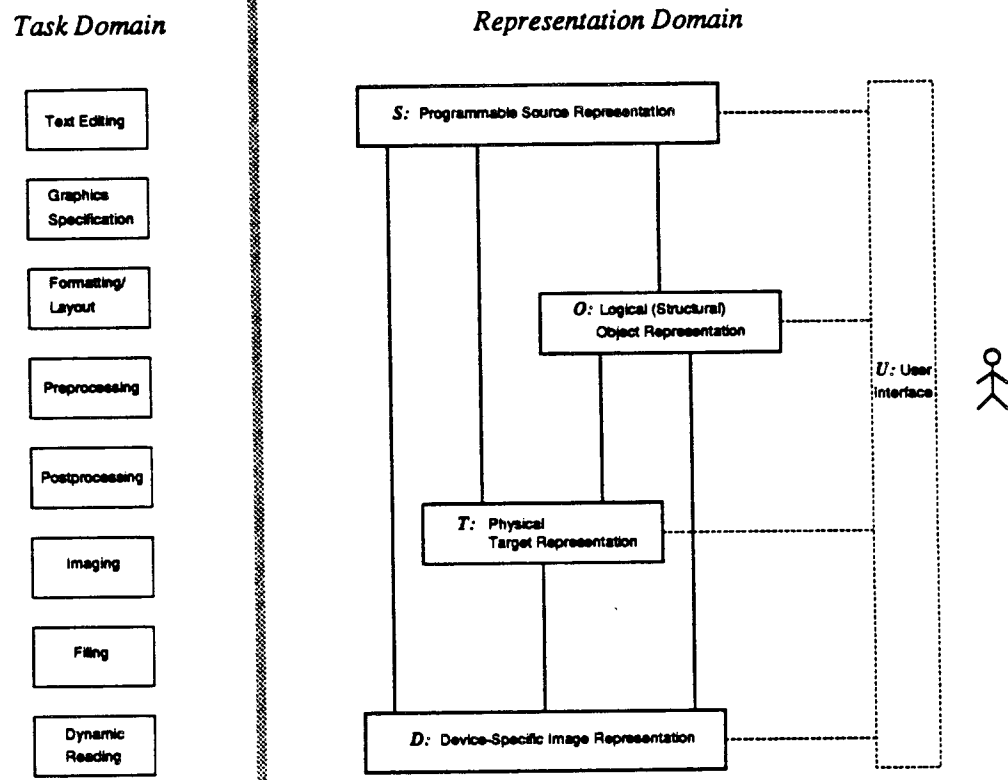 Task Domain
Text Editing
Graphics
Specification
Formatting/
Layout
Preprocessing
Postprocessing
Imaging
Filing
Dynamic
Reading
Representation Domain
S: Programmable Source Representation
O: Logical (Structural)
Object Representation
T: Physical
Target Representation
D: Device-Specific Image Representation
U: User
Interface